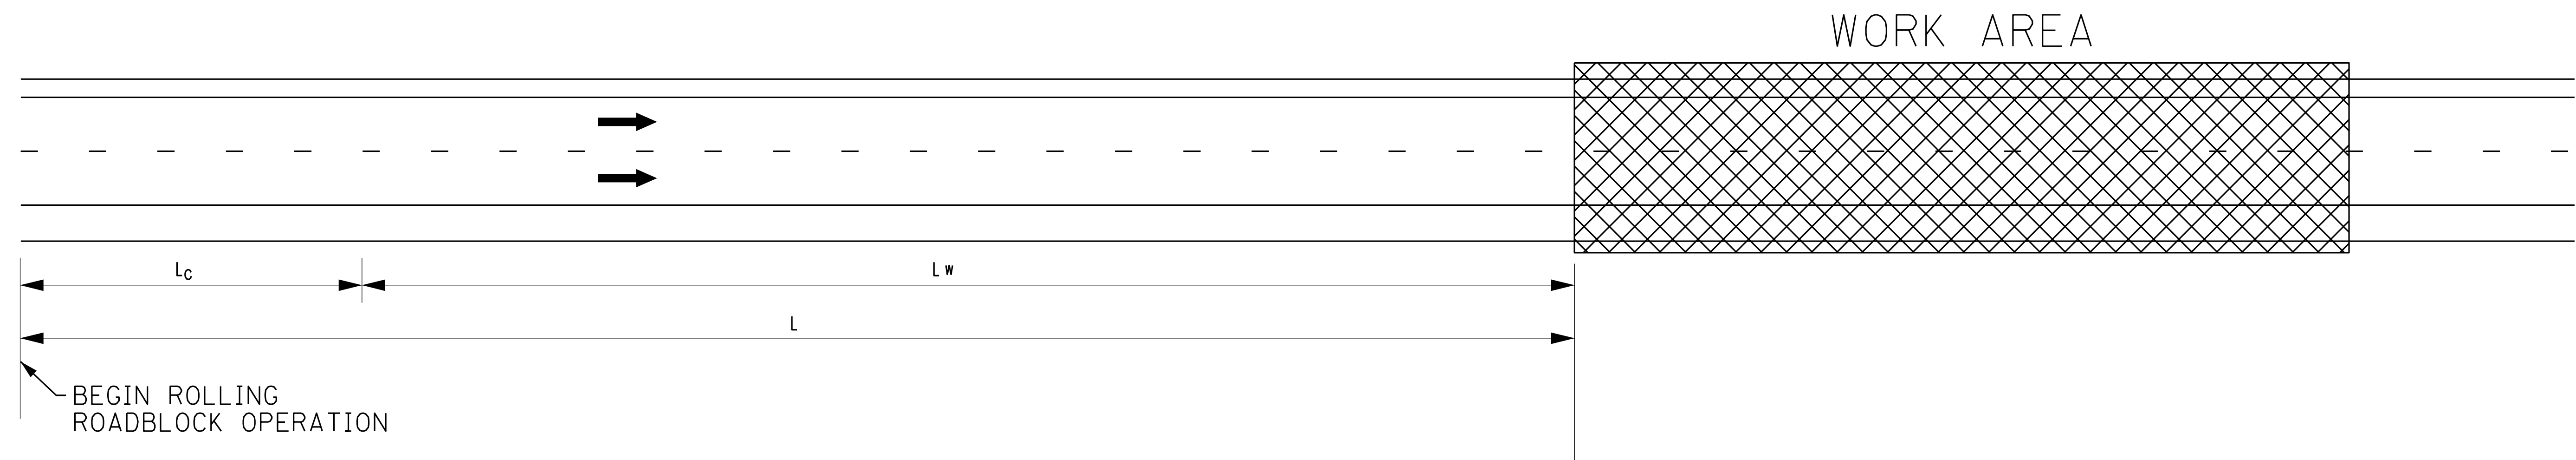 WORK AREA
LC
LW
L
BEGIN ROLLING
ROADBLOCK OPERATION